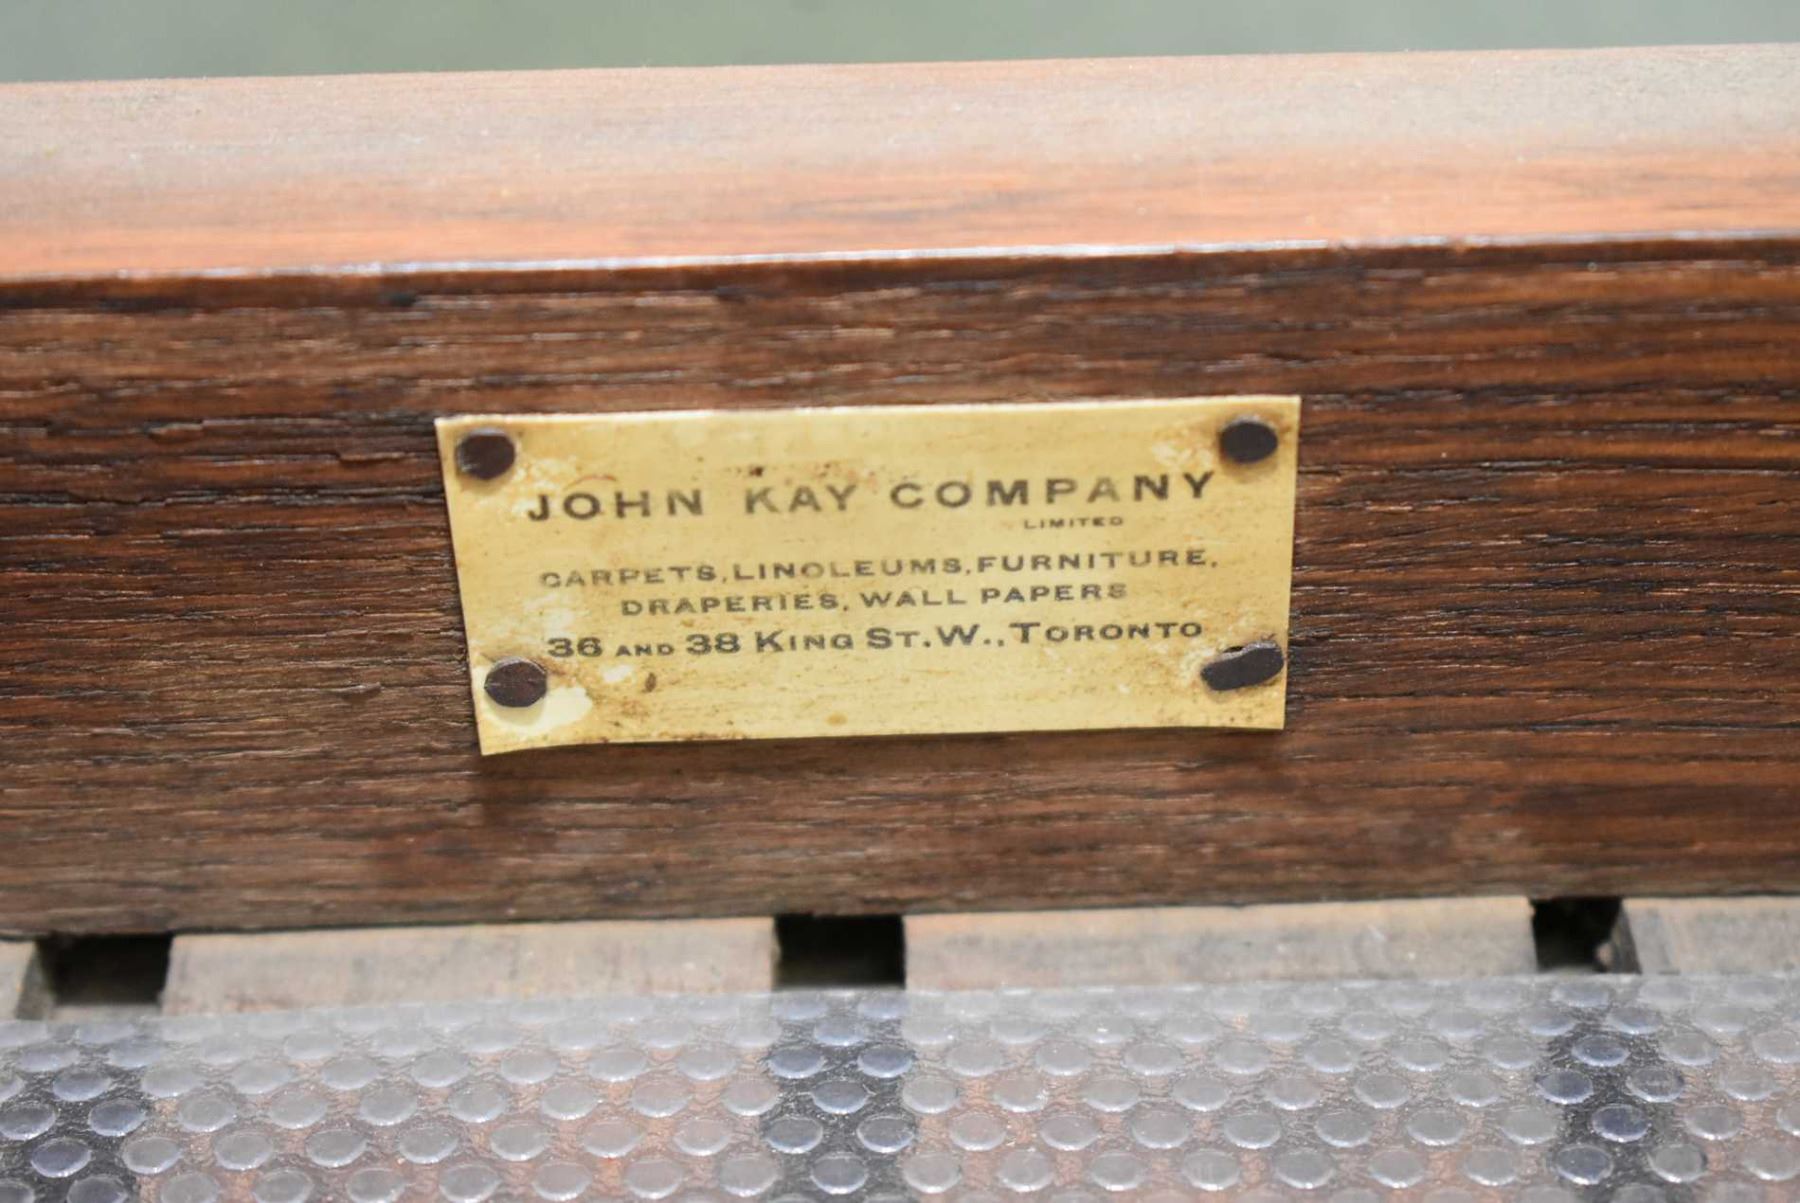 JOHN KAY COMPANY
LIMITED
CARPETS, LINOLEUMS, FURNITURE,
DRAPERIES, WALL PAPERS
36 AND 38 KING ST. W., TORONTO